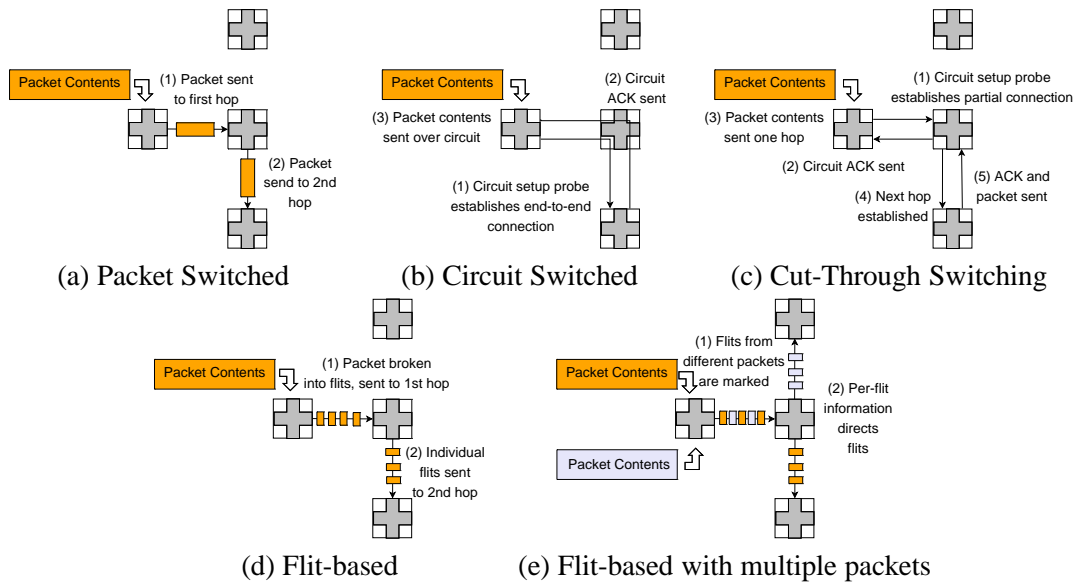 Packet Contents
(1) Packet sent
to first hop
(2) Packet
send to 2nd
hop
(a) Packet Switched
Packet Contents
(2) Circuit
ACK sent
(3) Packet contents
sent over circuit
(1) Circuit setup probe
establishes end-to-end
connection
(b) Circuit Switched
Packet Contents
(1) Circuit setup probe
establishes partial connection
(3) Packet contents
sent one hop
(2) Circuit ACK sent
(4) Next hop
established
(5) ACK and
packet sent
(c) Cut-Through Switching
Packet Contents
(1) Packet broken
into flits, sent to 1st hop
(2) Individual
flits sent
to 2nd hop
(d) Flit-based
Packet Contents
(1) Flits from
different packets
are marked
(2) Per-flit
information
directs
flits
Packet Contents
(e) Flit-based with multiple packets